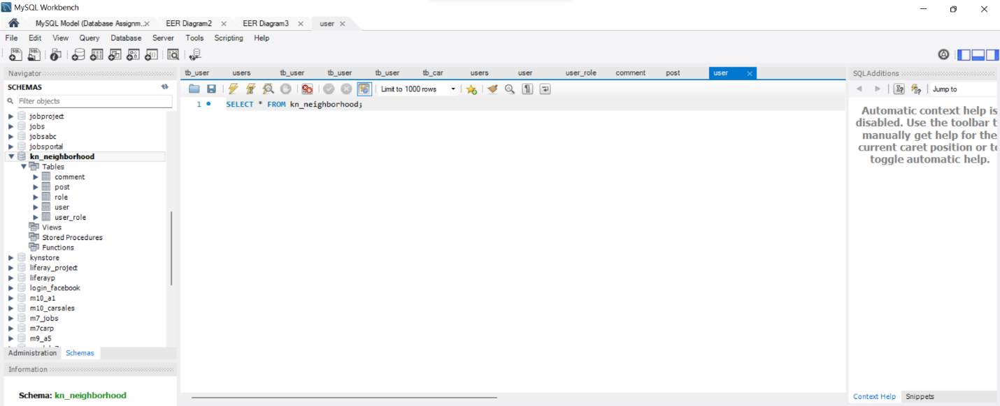 MySQL Workbench
MySQL Model (Database Assignm..× EER Diagram2 × EER Diagram3 × user ×
File Edit View Query Database Server Tools Scripting Help
Navigator
SCHEMAS
Filter objects
jobproject
jobs
jobsabc
jobsportal
kn_neighborhood
Tables
comment
post
role
user
user_role
Views
Stored Procedures
Functions
kynstore
liferay_project
liferayp
login_facebook
m10_a1
m10_carsales
m7_jobs
m7carp
m9_a5
Administration Schemas
Information
Schema: kn_neighborhood
tb_user users tb_user tb_user tb_user tb_car users user user_role comment post user ×
Limit to 1000 rows
1 SELECT * FROM kn_neighborhood;
SQLAdditions
Jump to
Automatic context help is
disabled. Use the toolbar t
manually get help for the
current caret position or to
toggle automatic help.
Context Help Snippets